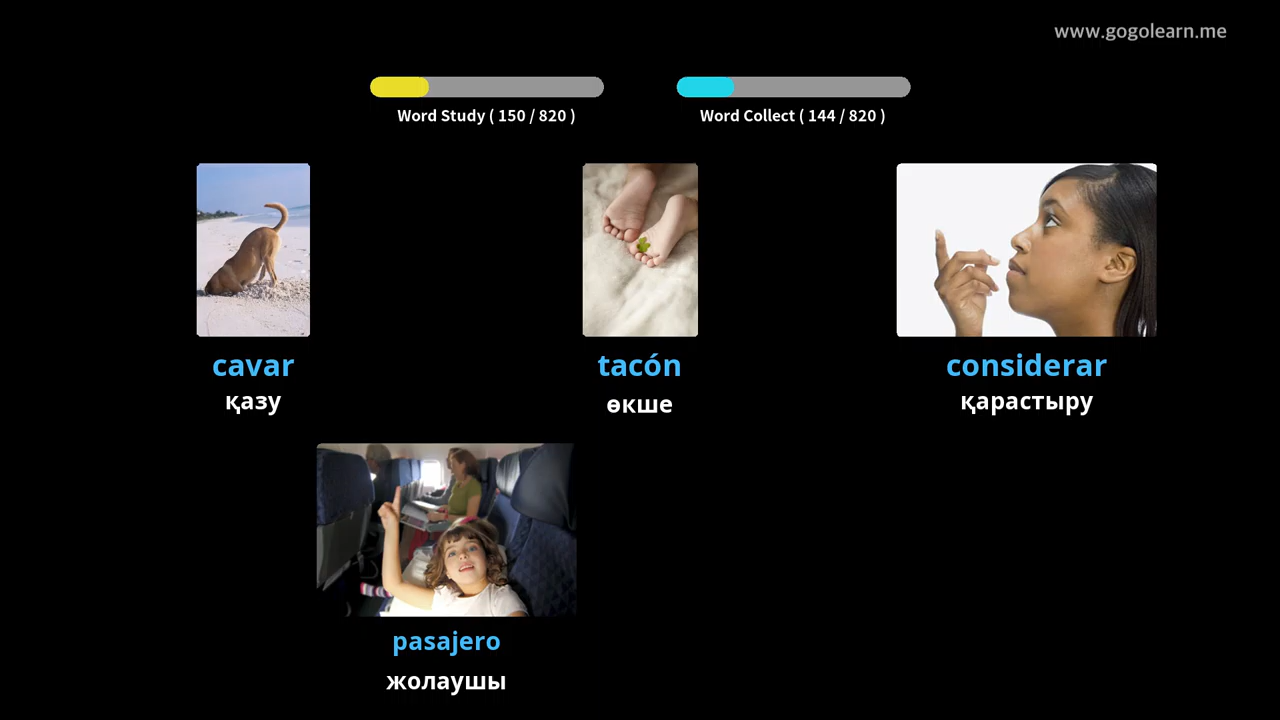 www.gogolearn.me
Word Study ( 150 / 820 )
Word Collect ( 144 / 820 )
cavar
қазу
tacón
өкше
considerar
қарастыру
pasajero
жолаушы